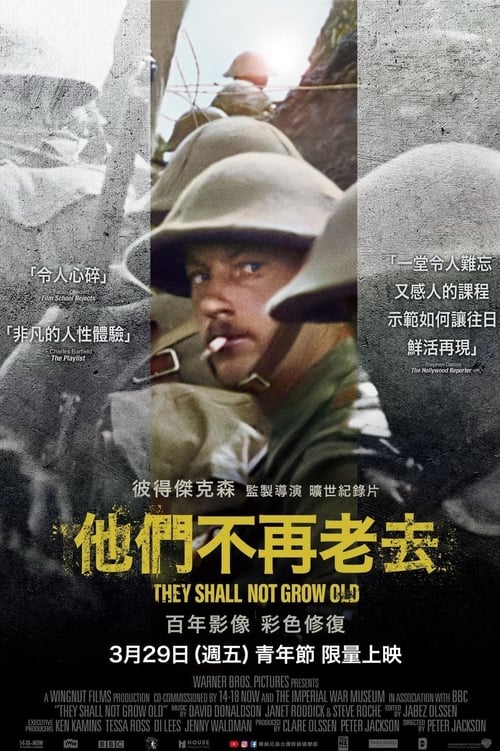 「令人心碎」
Film School Rejects
「非凡的人性體驗」
- Charles Barfield
The Playlist
「一堂令人難忘
又感人的課程
示範如何讓往日
鮮活再現」
- Stephen Dalton
The Hollywood Reporter
彼得傑克森 監製導演 曠世紀錄片
他們不再老去
THEY SHALL NOT GROW OLD
百年影像 彩色修復
3月29日(週五) 青年節 限量上映
WARNER BROS. PICTURES PRESENTS
A WINGNUT FILMS PRODUCTION CO-COMMISSIONED BY 14-18 NOW AND THE IMPERIAL WAR MUSEUM IN ASSOCIATION WITH BBC
"THEY SHALL NOT GROW OLD" MUSIC BY DAVID DONALDSON JANET RODDICK & STEVE ROCHE EDITED BY JABEZ OLSSEN
EXECUTIVE PRODUCERS KEN KAMINS TESSA ROSS DI LEES JENNY WALDMAN PRODUCED BY CLARE OLSSEN PETER JACKSON DIRECTED BY PETER JACKSON
14-18 NOW BBC HOUSE